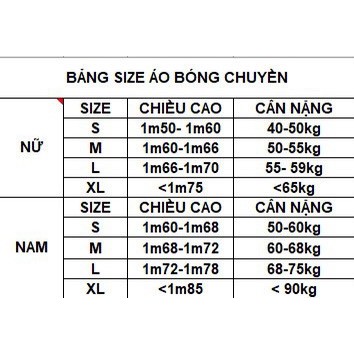 BẢNG SIZE ÁO BÓNG CHUYỀN
NỮ
SIZE CHIỀU CAO CÂN NẶNG
S 1m50- 1m60 40-50kg
M 1m60-1m66 50-55kg
L 1m66-1m70 55- 59kg
XL <1m75 <65kg
NAM
SIZE CHIỀU CAO CÂN NẶNG
S 1m60-1m68 50-60kg
M 1m68-1m72 60-68kg
L 1m72-1m78 68-75kg
XL <1m85 < 90kg